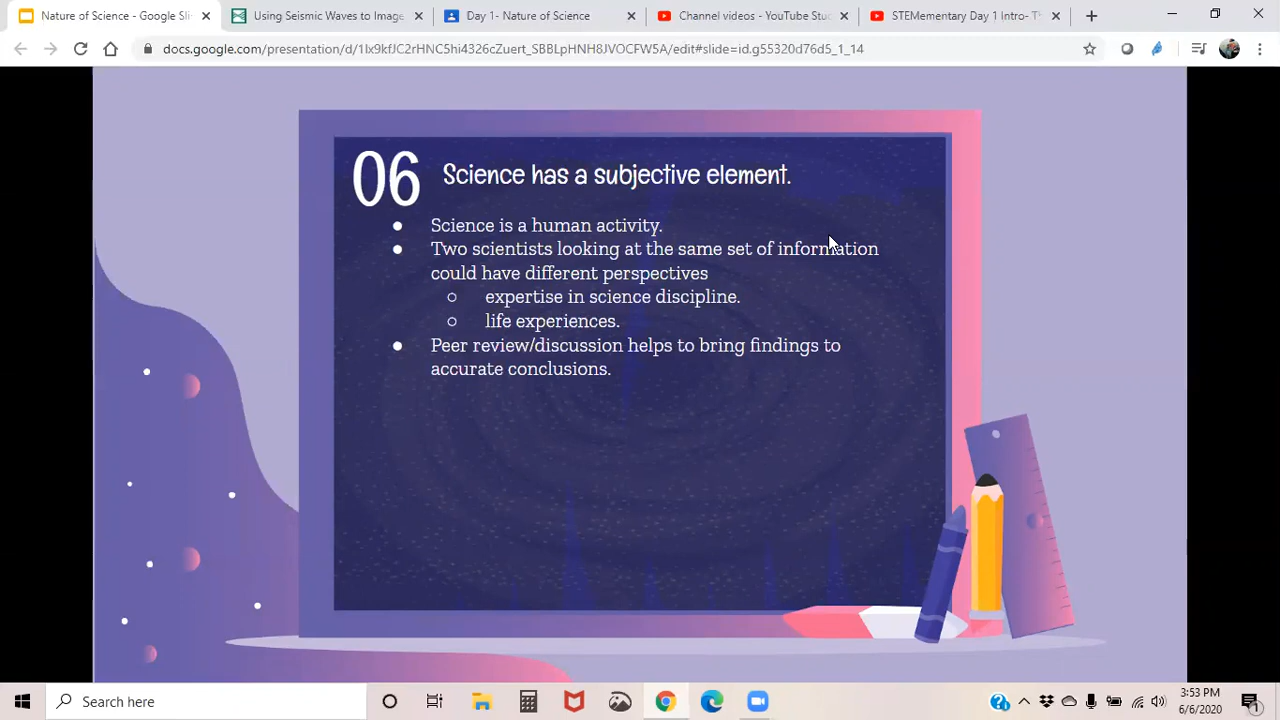 Nature of Science - Google Sli
Using Seismic Waves to Image
Day 1- Nature of Science
Channel videos - YouTube Stud
STEMementary Day 1 Intro- Th
docs.google.com/presentation/d/1Ix9kfJC2rHNC5hi4326cZuert_SBBLpHNH8JVOCFW5A/edit#slide=id.g55320d76d5_1_14
06 Science has a subjective element.
● Science is a human activity.
● Two scientists looking at the same set of information
could have different perspectives
○ expertise in science discipline.
○ life experiences.
● Peer review/discussion helps to bring findings to
accurate conclusions.
Search here
3:53 PM
6/6/2020